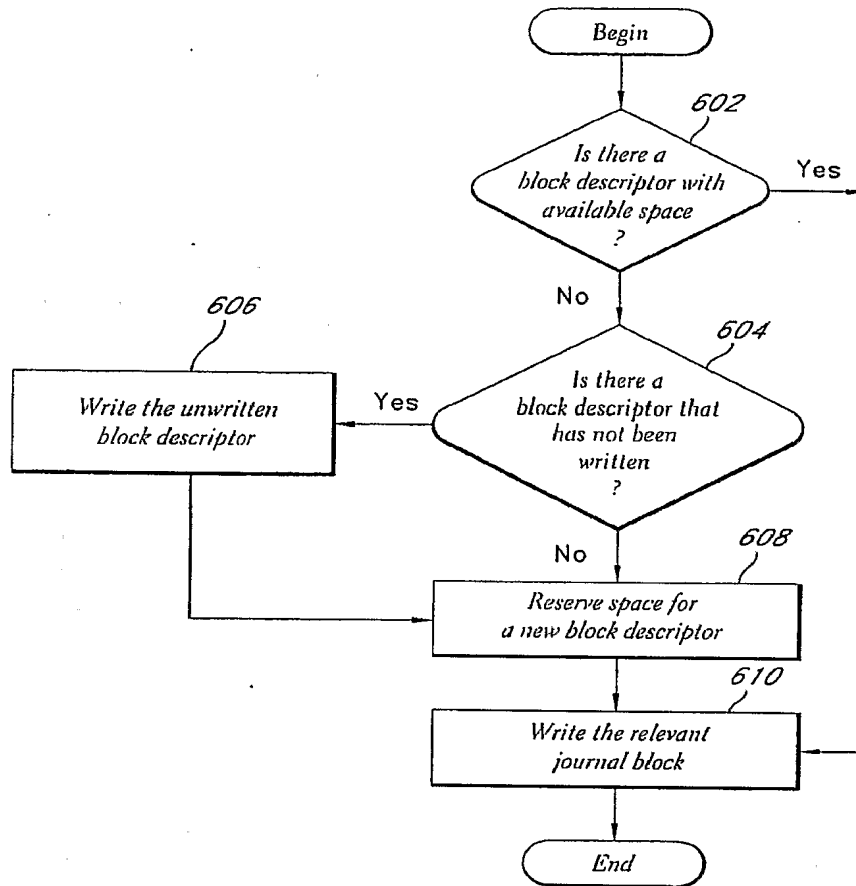 Begin
602
Is there a
block descriptor with
available space
?
Yes
No
606
604
Write the unwritten
block descriptor
Yes
Is there a
block descriptor that
has not been
written
?
No
608
Reserve space for
a new block descriptor
610
Write the relevant
journal block
End